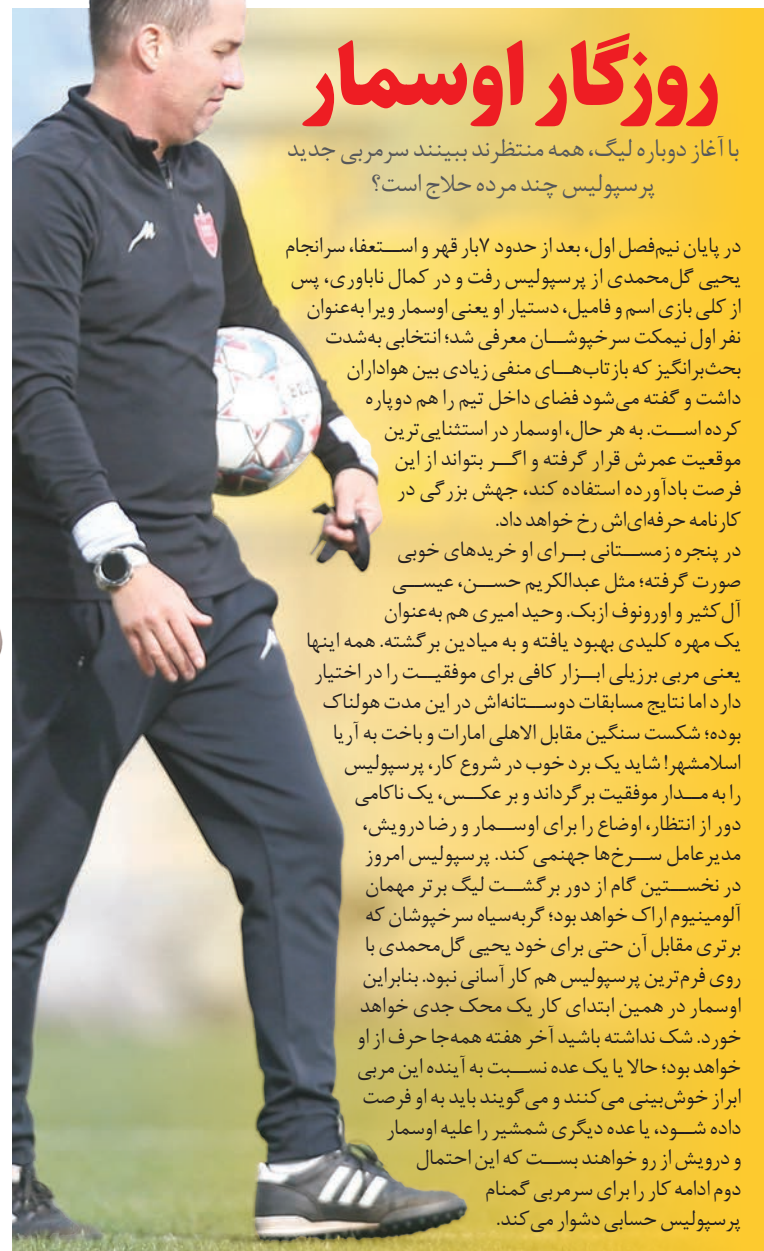 روزگار اوسمار
با آغاز دوباره لیگ، همه منتظرند ببینند سرمربی جدید
پرسپولیس چند مرده حلاج است؟
در پایان نیم‌فصل اول، بعد از حدود ۷بار قهر و استعفا، سرانجام
یحیی گل‌محمدی از پرسپولیس رفت و در کمال ناباوری، پس
از کلی بازی اسم و فامیل، دستیار او یعنی اوسمار ویرا به‌عنوان
نفر اول نیمکت سرخپوشان معرفی شد؛ انتخابی به‌شدت
بحث‌برانگیز که بازتاب‌های منفی زیادی بین هواداران
داشت و گفته می‌شود فضای داخل تیم را هم دوپاره
کرده است. به هر حال، اوسمار در استثنایی‌ترین
موقعیت عمرش قرار گرفته و اگر بتواند از این
فرصت بادآورده استفاده کند، جهش بزرگی در
کارنامه حرفه‌ای‌اش رخ خواهد داد.
در پنجره زمستانی برای او خریدهای خوبی
صورت گرفته؛ مثل عبدالکریم حسن، عیسی
آل‌کثیر و اورونوف ازبک. وحید امیری هم به‌عنوان
یک مهره کلیدی بهبود یافته و به میادین برگشته. همه اینها
یعنی مربی برزیلی ابزار کافی برای موفقیت را در اختیار
دارد اما نتایج مسابقات دوستانه‌اش در این مدت هولناک
بوده؛ شکست سنگین مقابل الاهلی امارات و باخت به آریا
اسلامشهر! شاید یک برد خوب در شروع کار، پرسپولیس
را به مدار موفقیت برگرداند و برعکس، یک ناکامی
دور از انتظار، اوضاع را برای اوسمار و رضا درویش،
مدیرعامل سرخ‌ها جهنمی کند. پرسپولیس امروز
در نخستین گام از دور برگشت لیگ برتر مهمان
آلومینیوم اراک خواهد بود؛ گربه‌سیاه سرخپوشان که
برتری مقابل آن حتی برای خود یحیی گل‌محمدی با
روی فرم‌ترین پرسپولیس هم کار آسانی نبود. بنابراین
اوسمار در همین ابتدای کار یک محک جدی خواهد
خورد. شک نداشته باشید آخر هفته همه‌جا حرف از او
خواهد بود؛ حالا یا یک عده نسبت به آینده این مربی
ابراز خوش‌بینی می‌کنند و می‌گویند باید به او فرصت
داده شود، یا عده دیگری شمشیر را علیه اوسمار
و درویش از رو خواهند بست که این احتمال
دوم ادامه کار را برای سرمربی گمنام
پرسپولیس حسابی دشوار می‌کند.